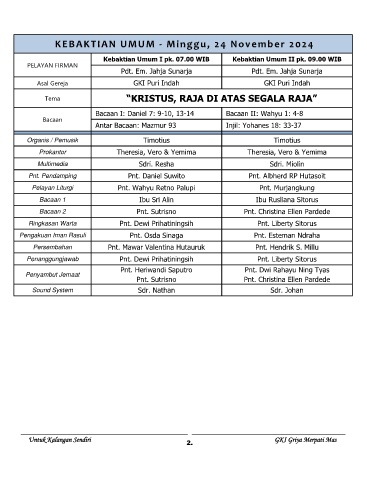 KEBAKTIAN UMUM - Minggu, 24 November 2024
PELAYAN FIRMAN
Kebaktian Umum I pk. 07.00 WIB
Kebaktian Umum II pk. 09.00 WIB
Pdt. Em. Jahja Sunarja
Pdt. Em. Jahja Sunarja
Asal Gereja
GKI Puri Indah
GKI Puri Indah
Tema
“KRISTUS, RAJA DI ATAS SEGALA RAJA”
Bacaan
Bacaan I: Daniel 7: 9-10, 13-14
Bacaan II: Wahyu 1: 4-8
Antar Bacaan: Mazmur 93
Injil: Yohanes 18: 33-37
Organis / Pemusik
Timotius
Timotius
Prokantor
Theresia, Vero & Yemima
Theresia, Vero & Yemima
Multimedia
Sdri. Resha
Sdri. Miolin
Pnt. Pendamping
Pnt. Daniel Suwito
Pnt. Albherd RP Hutasoit
Pelayan Liturgi
Pnt. Wahyu Retno Palupi
Pnt. Murjangkung
Bacaan 1
Ibu Sri Alin
Ibu Rusliana Sitorus
Bacaan 2
Pnt. Sutrisno
Pnt. Christina Ellen Pardede
Ringkasan Warta
Pnt. Dewi Prihatiningsih
Pnt. Liberty Sitorus
Pengakuan Iman Rasuli
Pnt. Osda Sinaga
Pnt. Esteman Ndraha
Persembahan
Pnt. Mawar Valentina Hutauruk
Pnt. Hendrik S. Millu
Penanggungjawab
Pnt. Dewi Prihatiningsih
Pnt. Liberty Sitorus
Penyambut Jemaat
Pnt. Heriwandi Saputro
Pnt. Dwi Rahayu Ning Tyas
Pnt. Sutrisno
Pnt. Christina Ellen Pardede
Sound System
Sdr. Nathan
Sdr. Johan
Untuk Kalangan Sendiri
2.
GKI Griya Merpati Mas